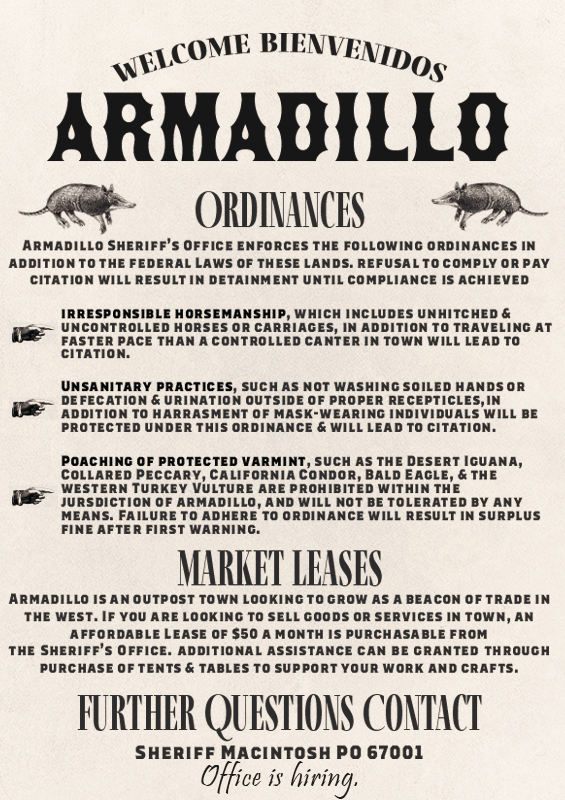 WELCOME BIENVENIDOS
ARMADILLO
ORDINANCES
ARMADILLO SHERIFF'S OFFICE ENFORCES THE FOLLOWING ORDINANCES IN
ADDITION TO THE FEDERAL LAWS OF THESE LANDS. REFUSAL TO COMPLY OR PAY
CITATION WILL RESULT IN DETAINMENT UNTIL COMPLIANCE IS ACHIEVED
IRRESPONSIBLE HORSEMANSHIP, WHICH INCLUDES UNHITCHED &
UNCONTROLLED HORSES OR CARRIAGES, IN ADDITION TO TRAVELING AT
FASTER PACE THAN A CONTROLLED CANTER IN TOWN WILL LEAD TO
CITATION.
UNSANITARY PRACTICES, SUCH AS NOT WASHING SOILED HANDS OR
DEFECATION & URINATION OUTSIDE OF PROPER RECEPTICLES,IN
ADDITION TO HARRASMENT OF MASK-WEARING INDIVIDUALS WILL BE
PROTECTED UNDER THIS ORDINANCE & WILL LEAD TO CITATION.
POACHING OF PROTECTED VARMINT, SUCH AS THE DESERT IGUANA,
COLLARED PECCARY, CALIFORNIA CONDOR, BALD EAGLE, & THE
WESTERN TURKEY VULTURE ARE PROHIBITED WITHIN THE
JURSDICTION OF ARMADILLO, AND WILL NOT BE TOLERATED BY ANY
MEANS. FAILURE TO ADHERE TO ORDINANCE WILL RESULT IN SURPLUS
FINE AFTER FIRST WARNING.
MARKET LEASES
ARMADILLO IS AN OUTPOST TOWN LOOKING TO GROW AS A BEACON OF TRADE IN
THE WEST. IF YOU ARE LOOKING TO SELL GOODS OR SERVICES IN TOWN, AN
AFFORDABLE LEASE OF $50 A MONTH IS PURCHASABLE FROM
THE SHERIFF'S OFFICE. ADDITIONAL ASSISTANCE CAN BE GRANTED THROUGH
PURCHASE OF TENTS & TABLES TO SUPPORT YOUR WORK AND CRAFTS.
FURTHER QUESTIONS CONTACT
SHERIFF MACINTOSH PO 67001
Office is hiring.